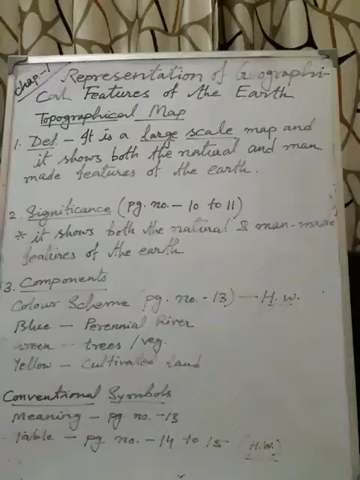 Chap-1
Representation of Geographi-
cal Features of the Earth
Topographical Map
1. Def. - It is a large scale map and
it shows both the natural and man
made features of the earth.
2. Significance (pg. no. - 10 to 11)
* it shows both the natural & man-made
features of the earth.
3. Components
Colour Scheme (pg. no. - 13) - H.W.
Blue - Perennial River
Green - trees / veg.
Yellow - Cultivated land
Conventional Symbols
Meaning - pg. no. - 13
Table - pg. no. - 14 to 15 (H.W.)